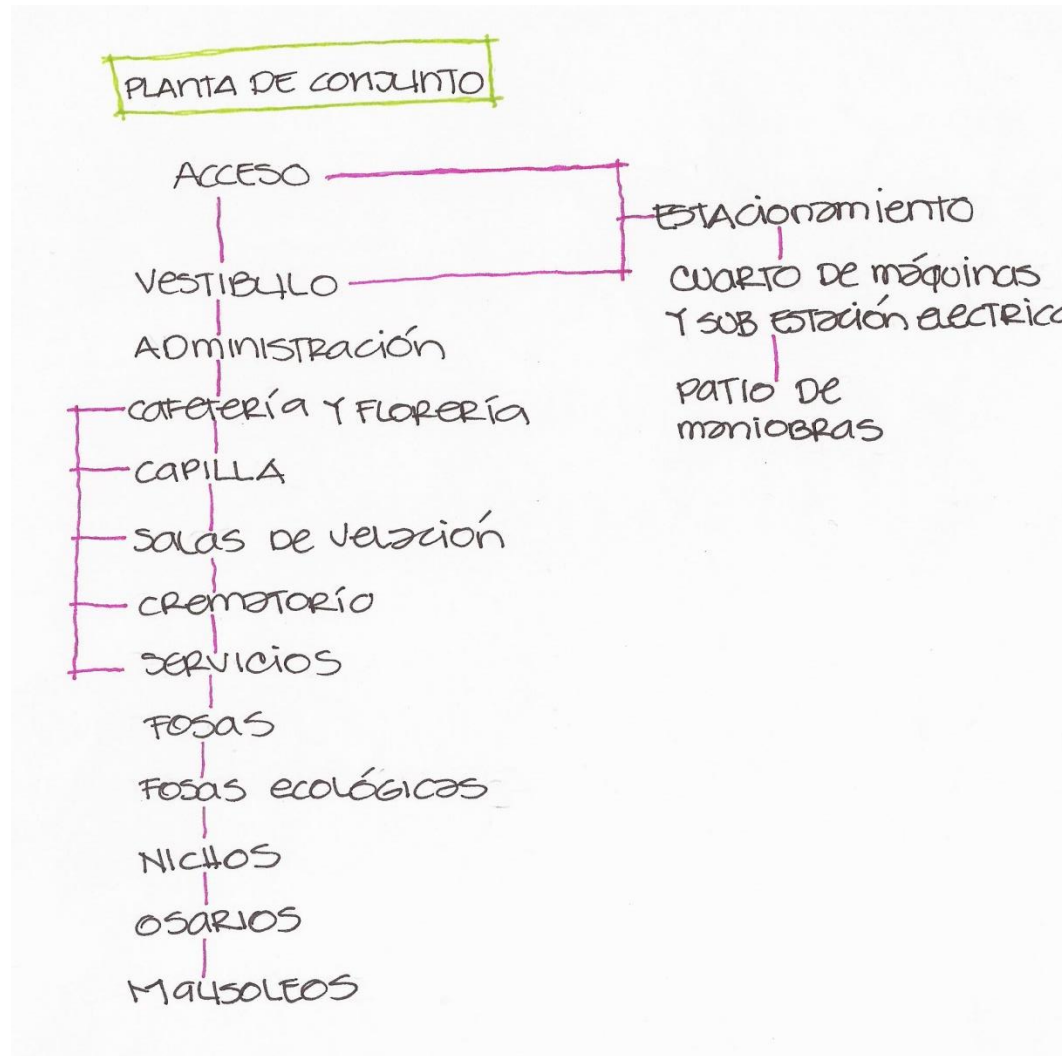 PLANTA DE CONJUNTO
ACCESO
VESTIBULO
ADMINISTRACIÓN
CAFETERÍA Y FLORERÍA
CAPILLA
SALAS DE VELACIÓN
CREMATORÍO
SERVICIOS
FOSAS
FOSAS ECOLÓGICAS
NICHOS
OSARIOS
MAUSOLEOS
ESTACIONAMIENTO
CUARTO DE MÁQUINAS
Y SUB ESTACIÓN ELECTRICA
PATIO DE
MANIOBRAS